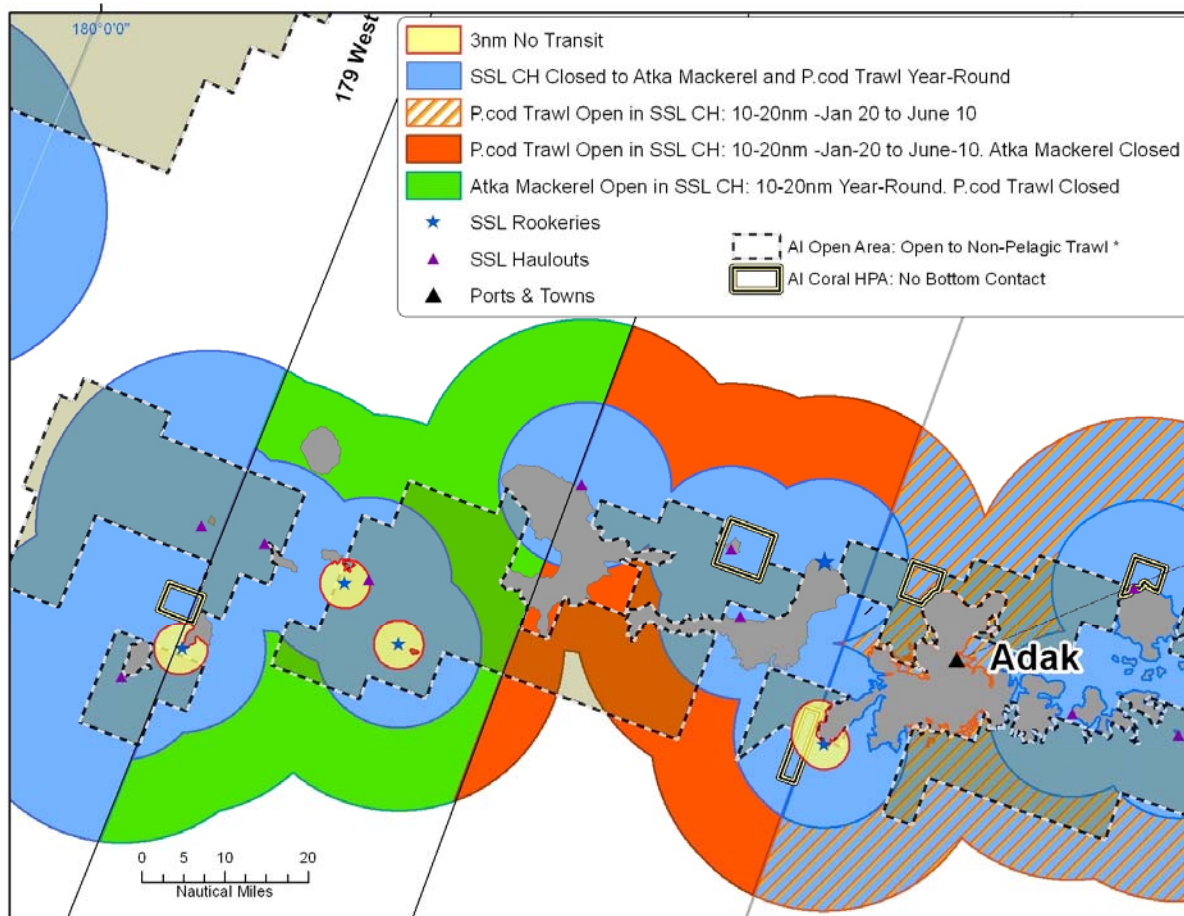 180°0'0"
179 West
3nm No Transit
SSL CH Closed to Atka Mackerel and P.cod Trawl Year-Round
P.cod Trawl Open in SSL CH: 10-20nm -Jan 20 to June 10
P.cod Trawl Open in SSL CH: 10-20nm -Jan-20 to June-10. Atka Mackerel Closed
Atka Mackerel Open in SSL CH: 10-20nm Year-Round. P.cod Trawl Closed
SSL Rookeries
SSL Haulouts
Ports & Towns
AI Open Area: Open to Non-Pelagic Trawl *
AI Coral HPA: No Bottom Contact
Adak
0 5 10 20
Nautical Miles